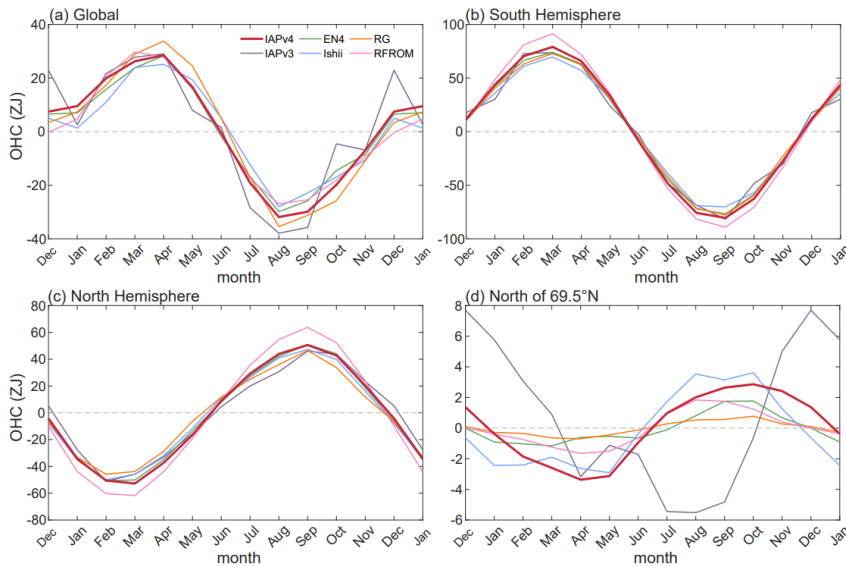 (a) Global
IAPv4 EN4 RG
IAPv3 Ishii RFROM
OHC (ZJ)
40
20
0
-20
-40
Dec Jan Feb Mar Apr May Jun Jul Aug Sep Oct Nov Dec Jan
month
(b) South Hemisphere
100
50
0
-50
-100
Dec Jan Feb Mar Apr May Jun Jul Aug Sep Oct Nov Dec Jan
month
(c) North Hemisphere
OHC (ZJ)
80
60
40
20
0
-20
-40
-60
-80
Dec Jan Feb Mar Apr May Jun Jul Aug Sep Oct Nov Dec Jan
month
(d) North of 69.5°N
8
6
4
2
0
-2
-4
-6
Dec Jan Feb Mar Apr May Jun Jul Aug Sep Oct Nov Dec Jan
month